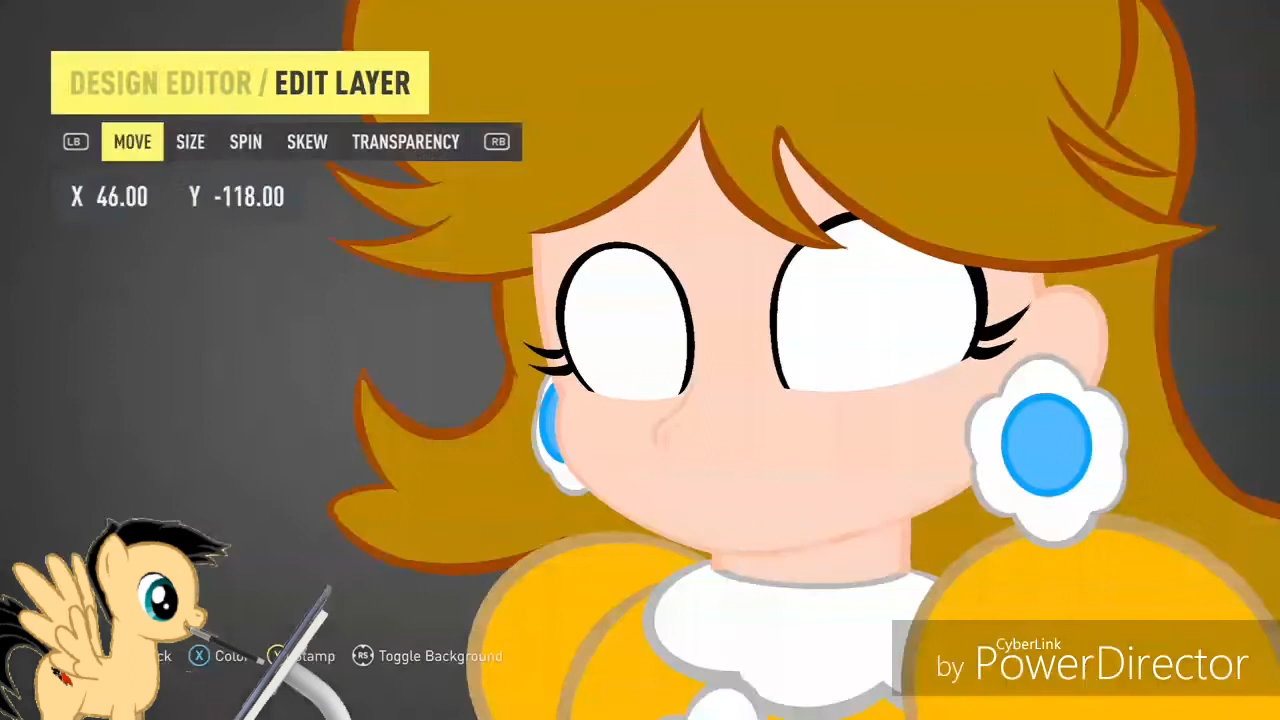 DESIGN EDITOR / EDIT LAYER
LB MOVE SIZE SPIN SKEW TRANSPARENCY RB
X 46.00 Y -118.00
X Y RS Toggle Background
CyberLink
by PowerDirector